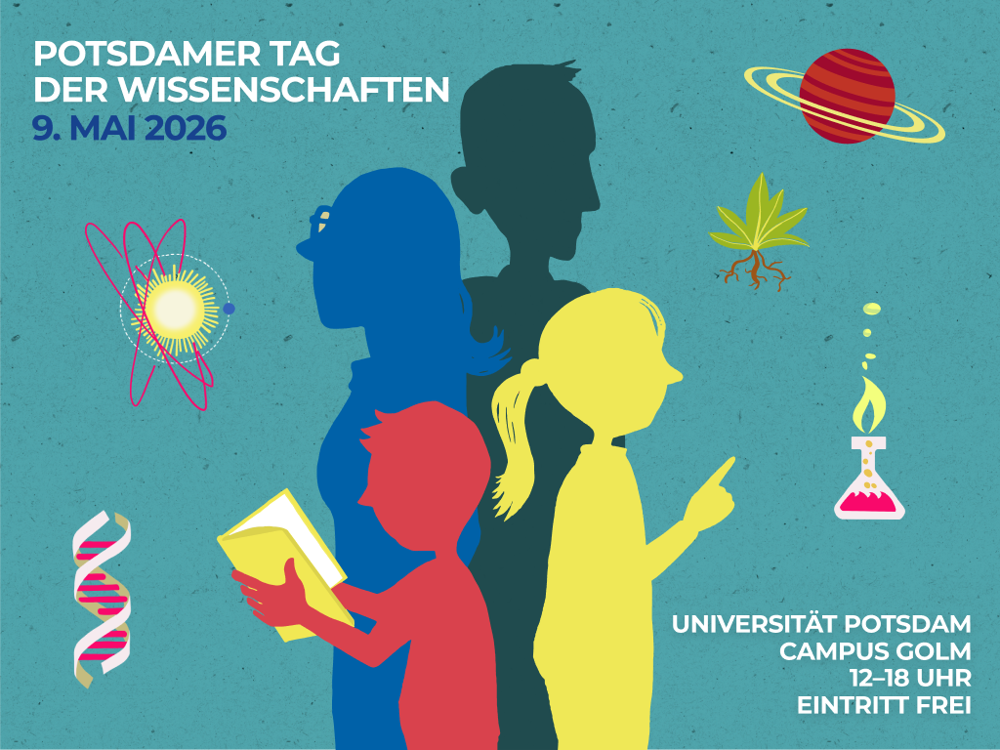 POTSDAMER TAG
DER WISSENSCHAFTEN
9. MAI 2026
UNIVERSITÄT POTSDAM
CAMPUS GOLM
12–18 UHR
EINTRITT FREI